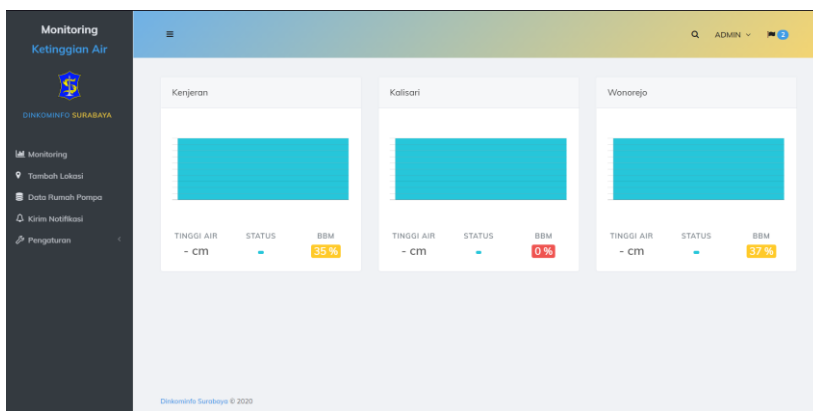 Monitoring
Ketinggian Air
DINKOMINFO SURABAYA
Monitoring
Tambah Lokasi
Data Rumah Pompa
Kirim Notifikasi
Pengaturan
ADMIN
2
Kenjeran
TINGGI AIR STATUS BBM
- cm - 35 %
Kalisari
TINGGI AIR STATUS BBM
- cm - 0 %
Wonorejo
TINGGI AIR STATUS BBM
- cm - 37 %
Dinkominfo Surabaya © 2020